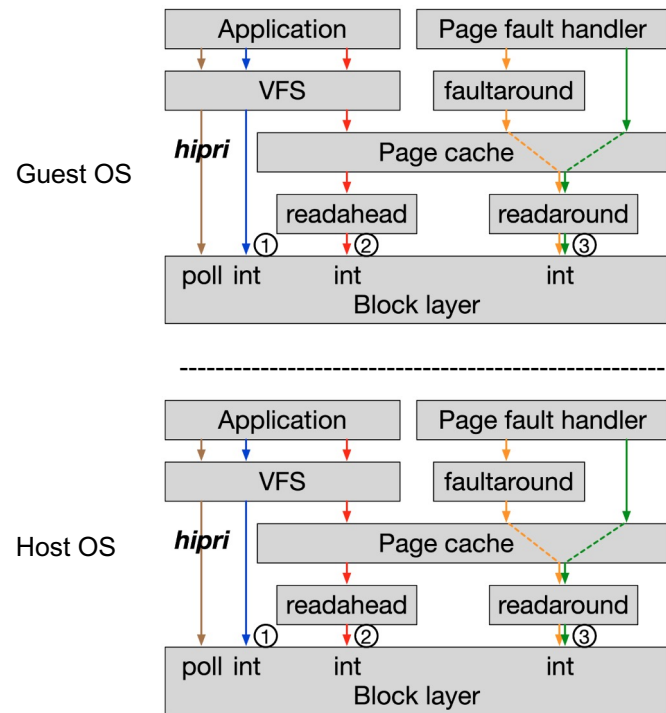 Application Page fault handler
VFS faultaround
hipri Page cache
Guest OS
readahead readaround
① ② ③
poll int int int
Block layer
Application Page fault handler
VFS faultaround
hipri Page cache
Host OS
readahead readaround
① ② ③
poll int int int
Block layer